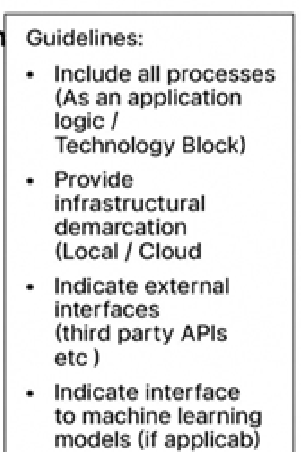 Guidelines:
• Include all processes
(As an application
logic /
Technology Block)
• Provide
infrastructural
demarcation
(Local / Cloud
• Indicate external
interfaces
(third party APIs
etc )
• Indicate interface
to machine learning
models (if applicab)